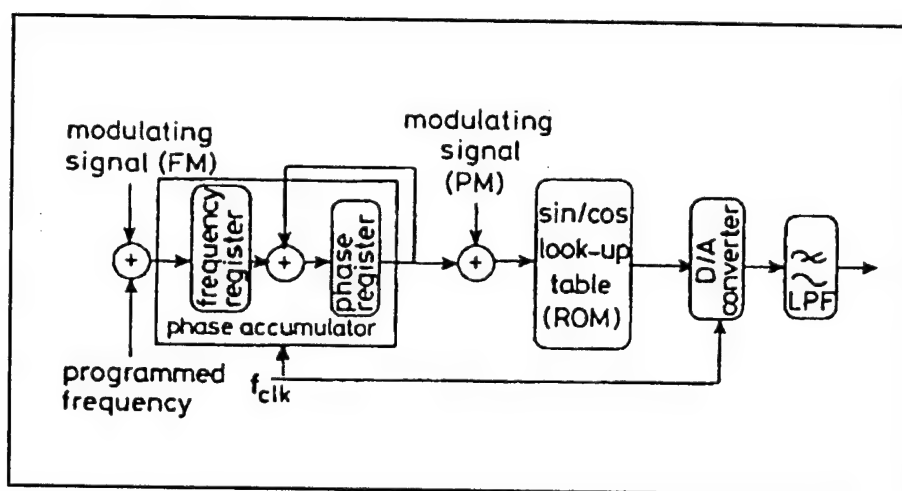 modulating
signal (FM)
modulating
signal
(PM)
frequency
register
phase
register
sin/cos
look-up
table
(ROM)
D/A
converter
LPF
phase accumulator
programmed
frequency
fclk